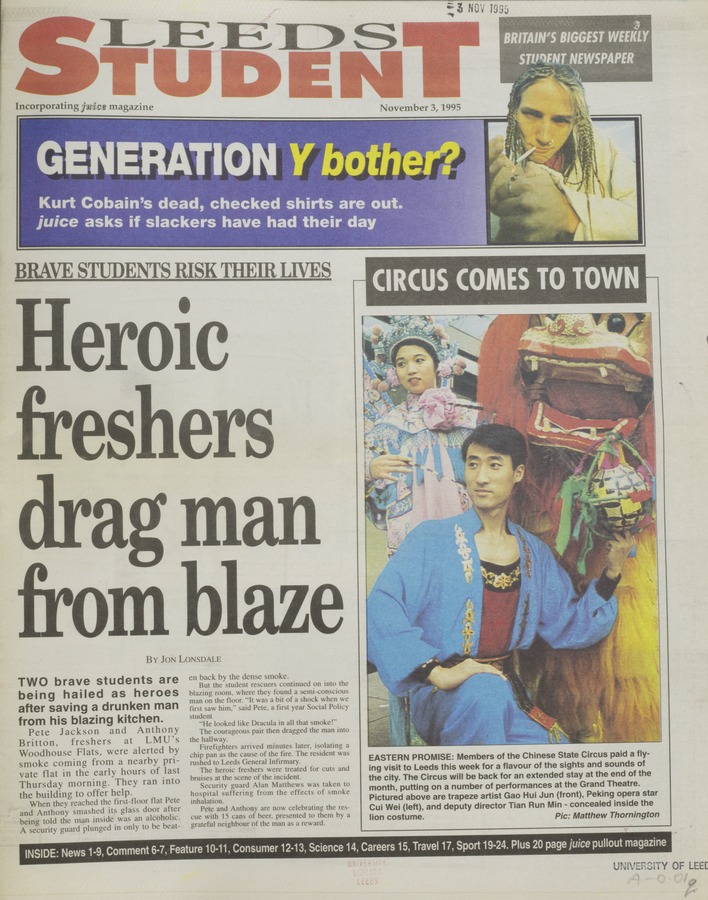 3 NOV 1995
LEEDS
STUDENT
BRITAIN'S BIGGEST WEEKLY
STUDENT NEWSPAPER
Incorporating juice magazine
November 3, 1995
GENERATION Y bother?
Kurt Cobain's dead, checked shirts are out.
juice asks if slackers have had their day
BRAVE STUDENTS RISK THEIR LIVES
Heroic
freshers
drag man
from blaze
BY JON LONSDALE
TWO brave students are
being hailed as heroes
after saving a drunken man
from his blazing kitchen.
Pete Jackson and Anthony
Britton, freshers at LMU's
Woodhouse Flats, were alerted by
smoke coming from a nearby pri-
vate flat in the early hours of last
Thursday morning. They ran into
the building to offer help.
When they reached the first-floor flat Pete
and Anthony smashed its glass door after
being told the man inside was an alcoholic.
A security guard plunged in only to be beat-
en back by the dense smoke.
But the student rescuers continued on into the
blazing room, where they found a semi-conscious
man on the floor. "It was a bit of a shock when we
first saw him," said Pete, a first year Social Policy
student
"He looked like Dracula in all that smoke!"
The courageous pair then dragged the man into
the hallway.
Firefighters arrived minutes later, isolating a
chip pan as the cause of the fire. The resident was
rushed to Leeds General Infirmary.
The heroic freshers were treated for cuts and
bruises at the scene of the incident.
Security guard Alan Matthews was taken to
hospital suffering from the effects of smoke
inhalation.
Pete and Anthony are now celebrating the res-
cue with 15 cans of beer, presented to them by a
grateful neighbour of the man as a reward.
CIRCUS COMES TO TOWN
EASTERN PROMISE: Members of the Chinese State Circus paid a fly-
ing visit to Leeds this week for a flavour of the sights and sounds of
the city. The Circus will be back for an extended stay at the end of the
month, putting on a number of performances at the Grand Theatre.
Pictured above are trapeze artist Gao Hui Jun (front), Peking opera star
Cui Wei (left), and deputy director Tian Run Min - concealed inside the
lion costume.
Pic: Matthew Thornington
INSIDE: News 1-9, Comment 6-7, Feature 10-11, Consumer 12-13, Science 14, Careers 15, Travel 17, Sport 19-24. Plus 20 page juice pullout magazine
UNIVERSITY OF LEED
LEEDS